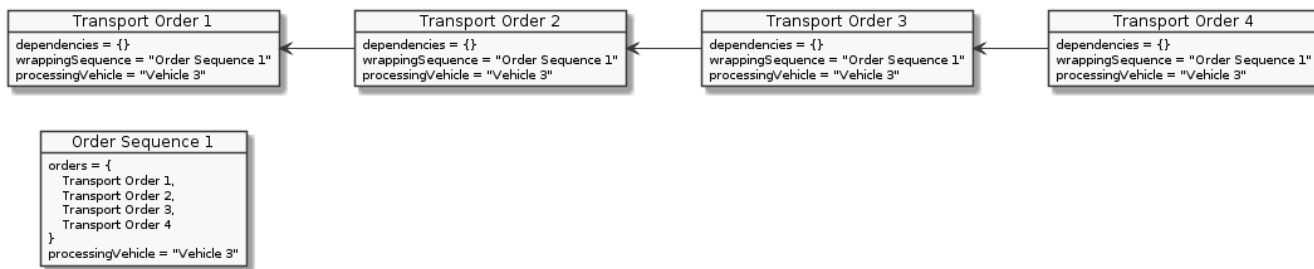 Transport Order 1
dependencies = {}
wrappingSequence = "Order Sequence 1"
processingVehicle = "Vehicle 3"
Transport Order 2
dependencies = {}
wrappingSequence = "Order Sequence 1"
processingVehicle = "Vehicle 3"
Transport Order 3
dependencies = {}
wrappingSequence = "Order Sequence 1"
processingVehicle = "Vehicle 3"
Transport Order 4
dependencies = {}
wrappingSequence = "Order Sequence 1"
processingVehicle = "Vehicle 3"
Order Sequence 1
orders = {
Transport Order 1,
Transport Order 2,
Transport Order 3,
Transport Order 4
}
processingVehicle = "Vehicle 3"